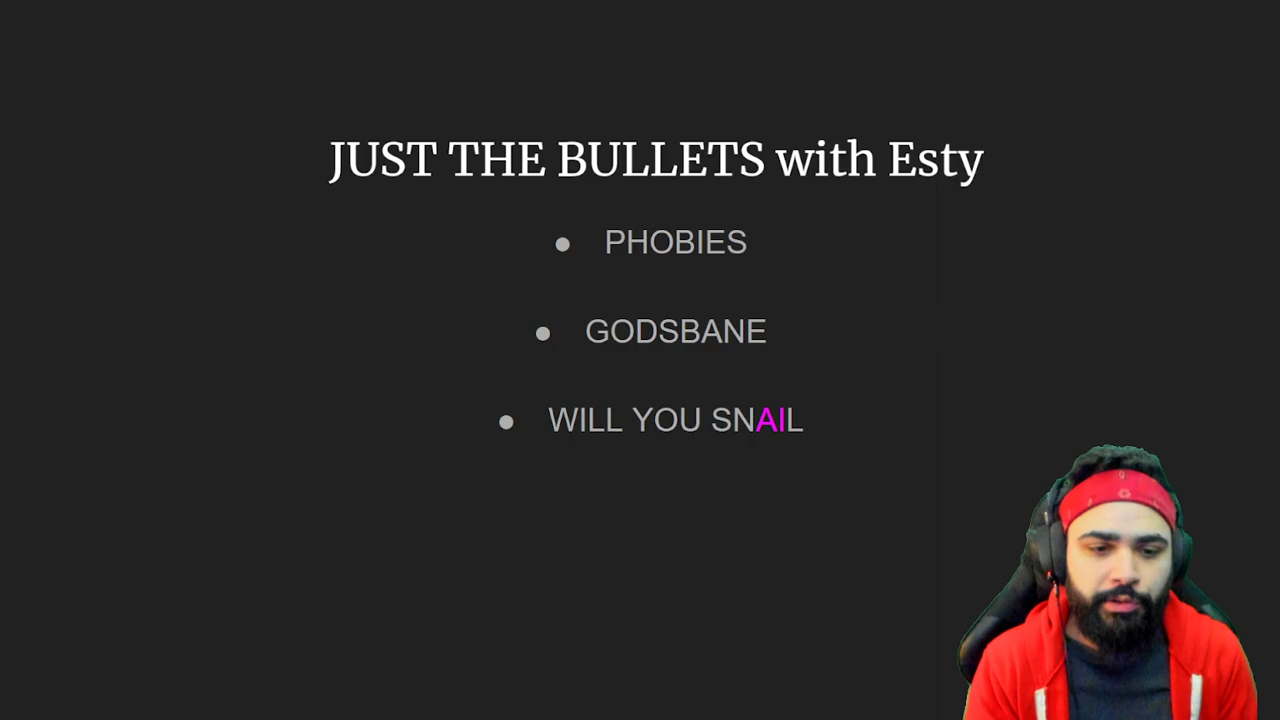 JUST THE BULLETS with Esty
● PHOBIES
● GODSBANE
● WILL YOU SNAIL